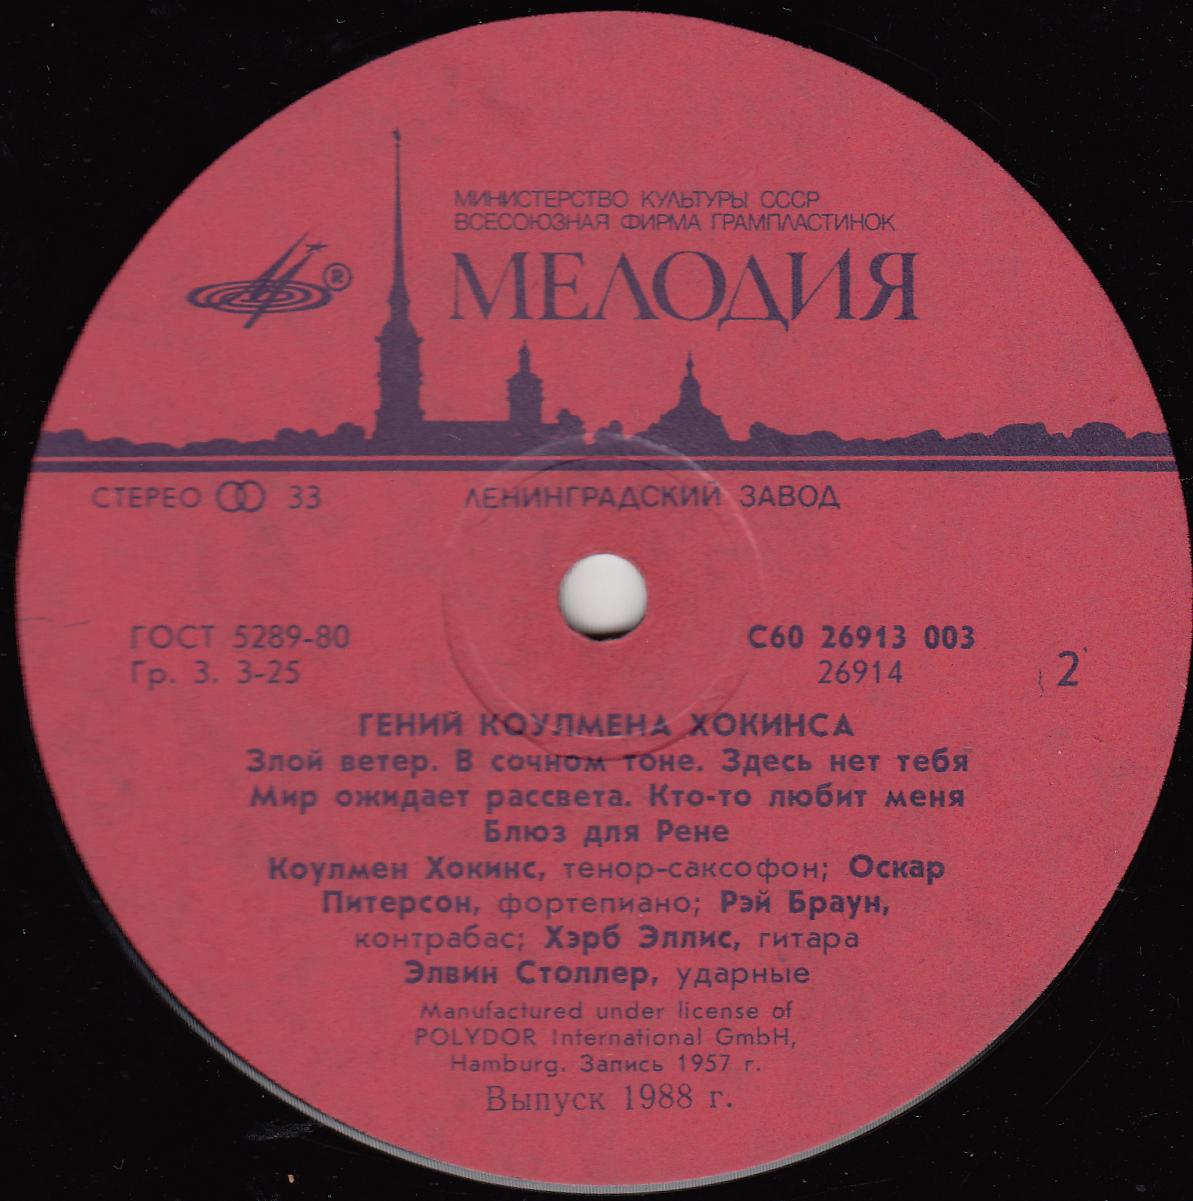 МИНИСТЕРСТВО КУЛЬТУРЫ СССР
ВСЕСОЮЗНАЯ ФИРМА ГРАМПЛАСТИНОК
®
МЕЛОДИЯ
СТЕРЕО 33
ЛЕНИНГРАДСКИЙ ЗАВОД
ГОСТ 5289-80
Гр. 3. 3-25
С60 26913 003
26914
2
ГЕНИЙ КОУЛМЕНА ХОКИНСА
Злой ветер. В сочном тоне. Здесь нет тебя
Мир ожидает рассвета. Кто-то любит меня
Блюз для Рене
Коулмен Хокинс, тенор-саксофон; Оскар
Питерсон, фортепиано; Рэй Браун,
контрабас; Хэрб Эллис, гитара
Элвин Столлер, ударные
Manufactured under license of
POLYDOR International GmbH,
Hamburg. Запись 1957 г.
Выпуск 1988 г.